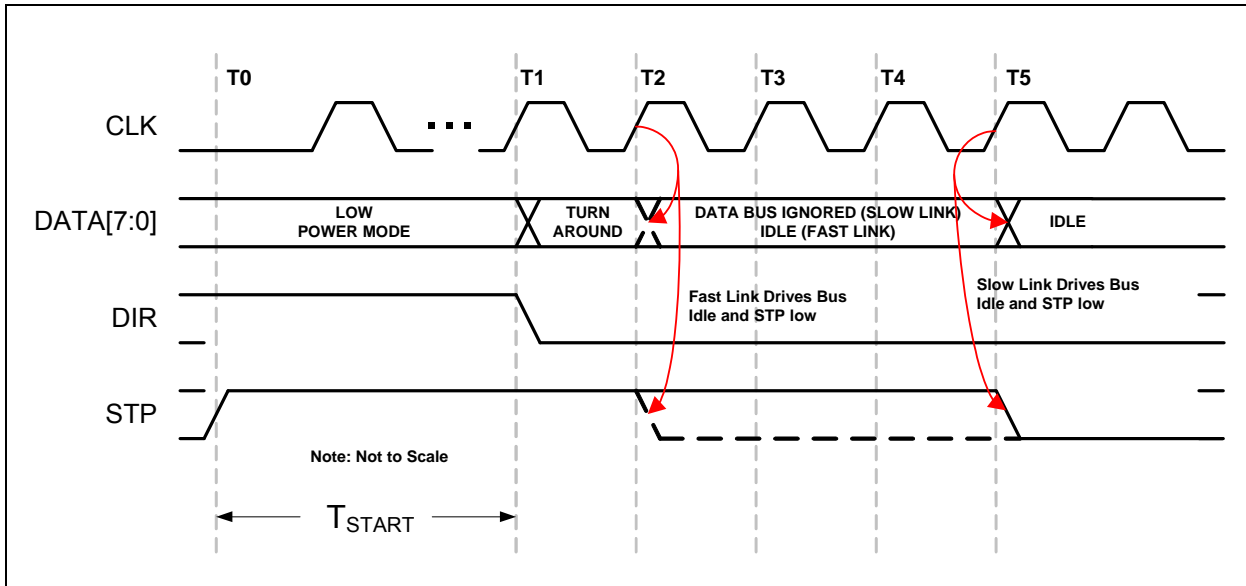 T0
T1
T2
T3
T4
T5
CLK
DATA[7:0]
LOW
POWER MODE
TURN
AROUND
DATA BUS IGNORED (SLOW LINK)
IDLE (FAST LINK)
IDLE
DIR
Fast Link Drives Bus
Idle and STP low
Slow Link Drives Bus
Idle and STP low
STP
Note: Not to Scale
TSTART